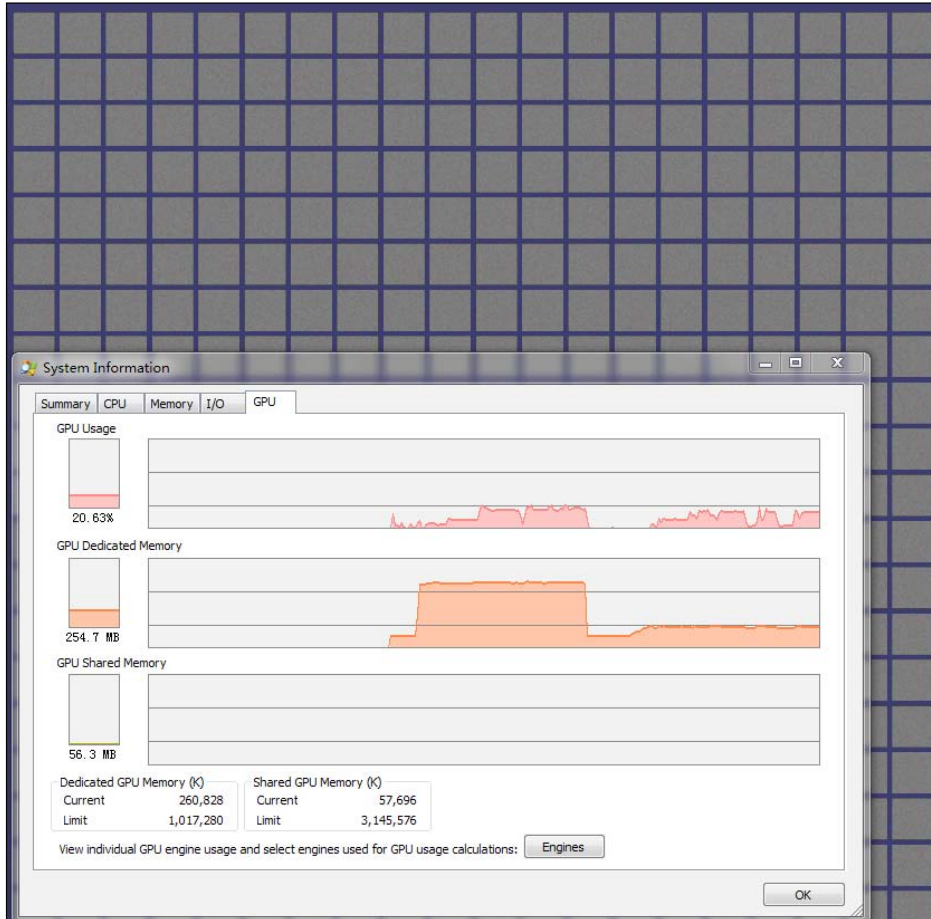 System Information
Summary CPU Memory I/O GPU
GPU Usage
20.63%
GPU Dedicated Memory
254.7 MB
GPU Shared Memory
56.3 MB
Dedicated GPU Memory (K) Shared GPU Memory (K)
Current 260,828 Current 57,696
Limit 1,017,280 Limit 3,145,576
View individual GPU engine usage and select engines used for GPU usage calculations: Engines
OK